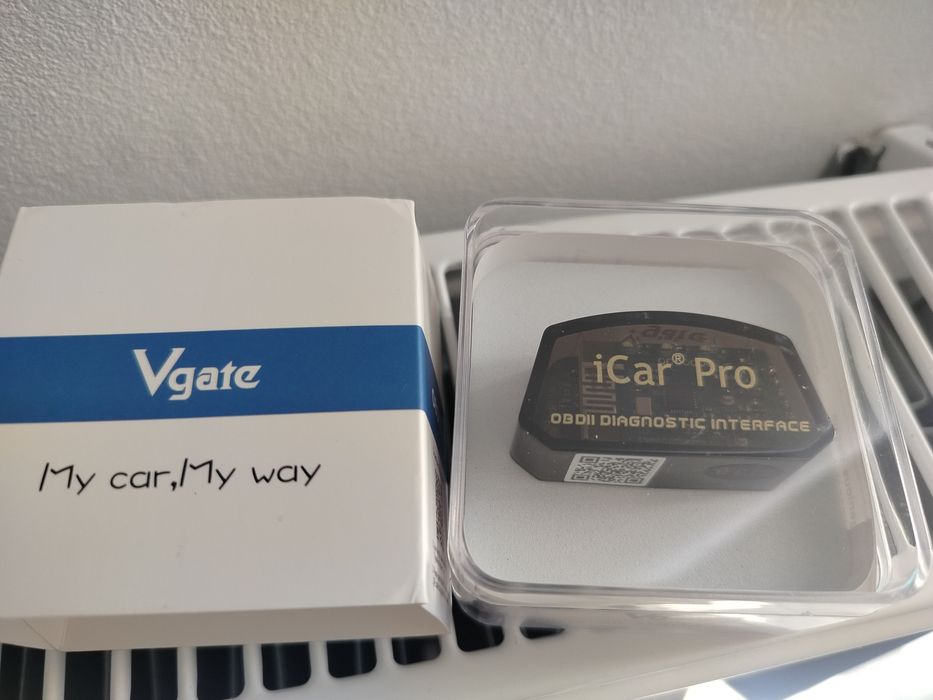 Vgate
My car,My way
iCar® Pro
OBDII DIAGNOSTIC INTERFACE